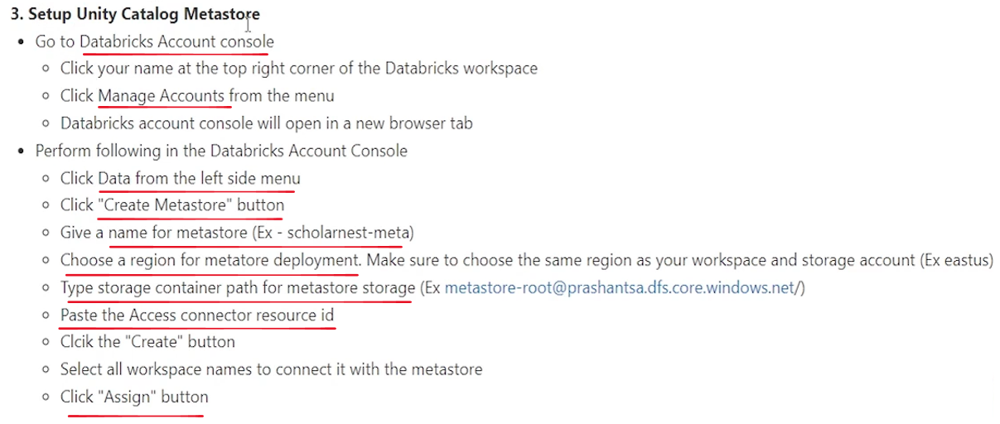 3. Setup Unity Catalog Metastore
• Go to Databricks Account console
○ Click your name at the top right corner of the Databricks workspace
○ Click Manage Accounts from the menu
○ Databricks account console will open in a new browser tab
• Perform following in the Databricks Account Console
○ Click Data from the left side menu
○ Click "Create Metastore" button
○ Give a name for metastore (Ex - scholarnest-meta)
○ Choose a region for metatore deployment. Make sure to choose the same region as your workspace and storage account (Ex eastus)
○ Type storage container path for metastore storage (Ex metastore-root@prashantsa.dfs.core.windows.net/)
○ Paste the Access connector resource id
○ Clcik the "Create" button
○ Select all workspace names to connect it with the metastore
○ Click "Assign" button